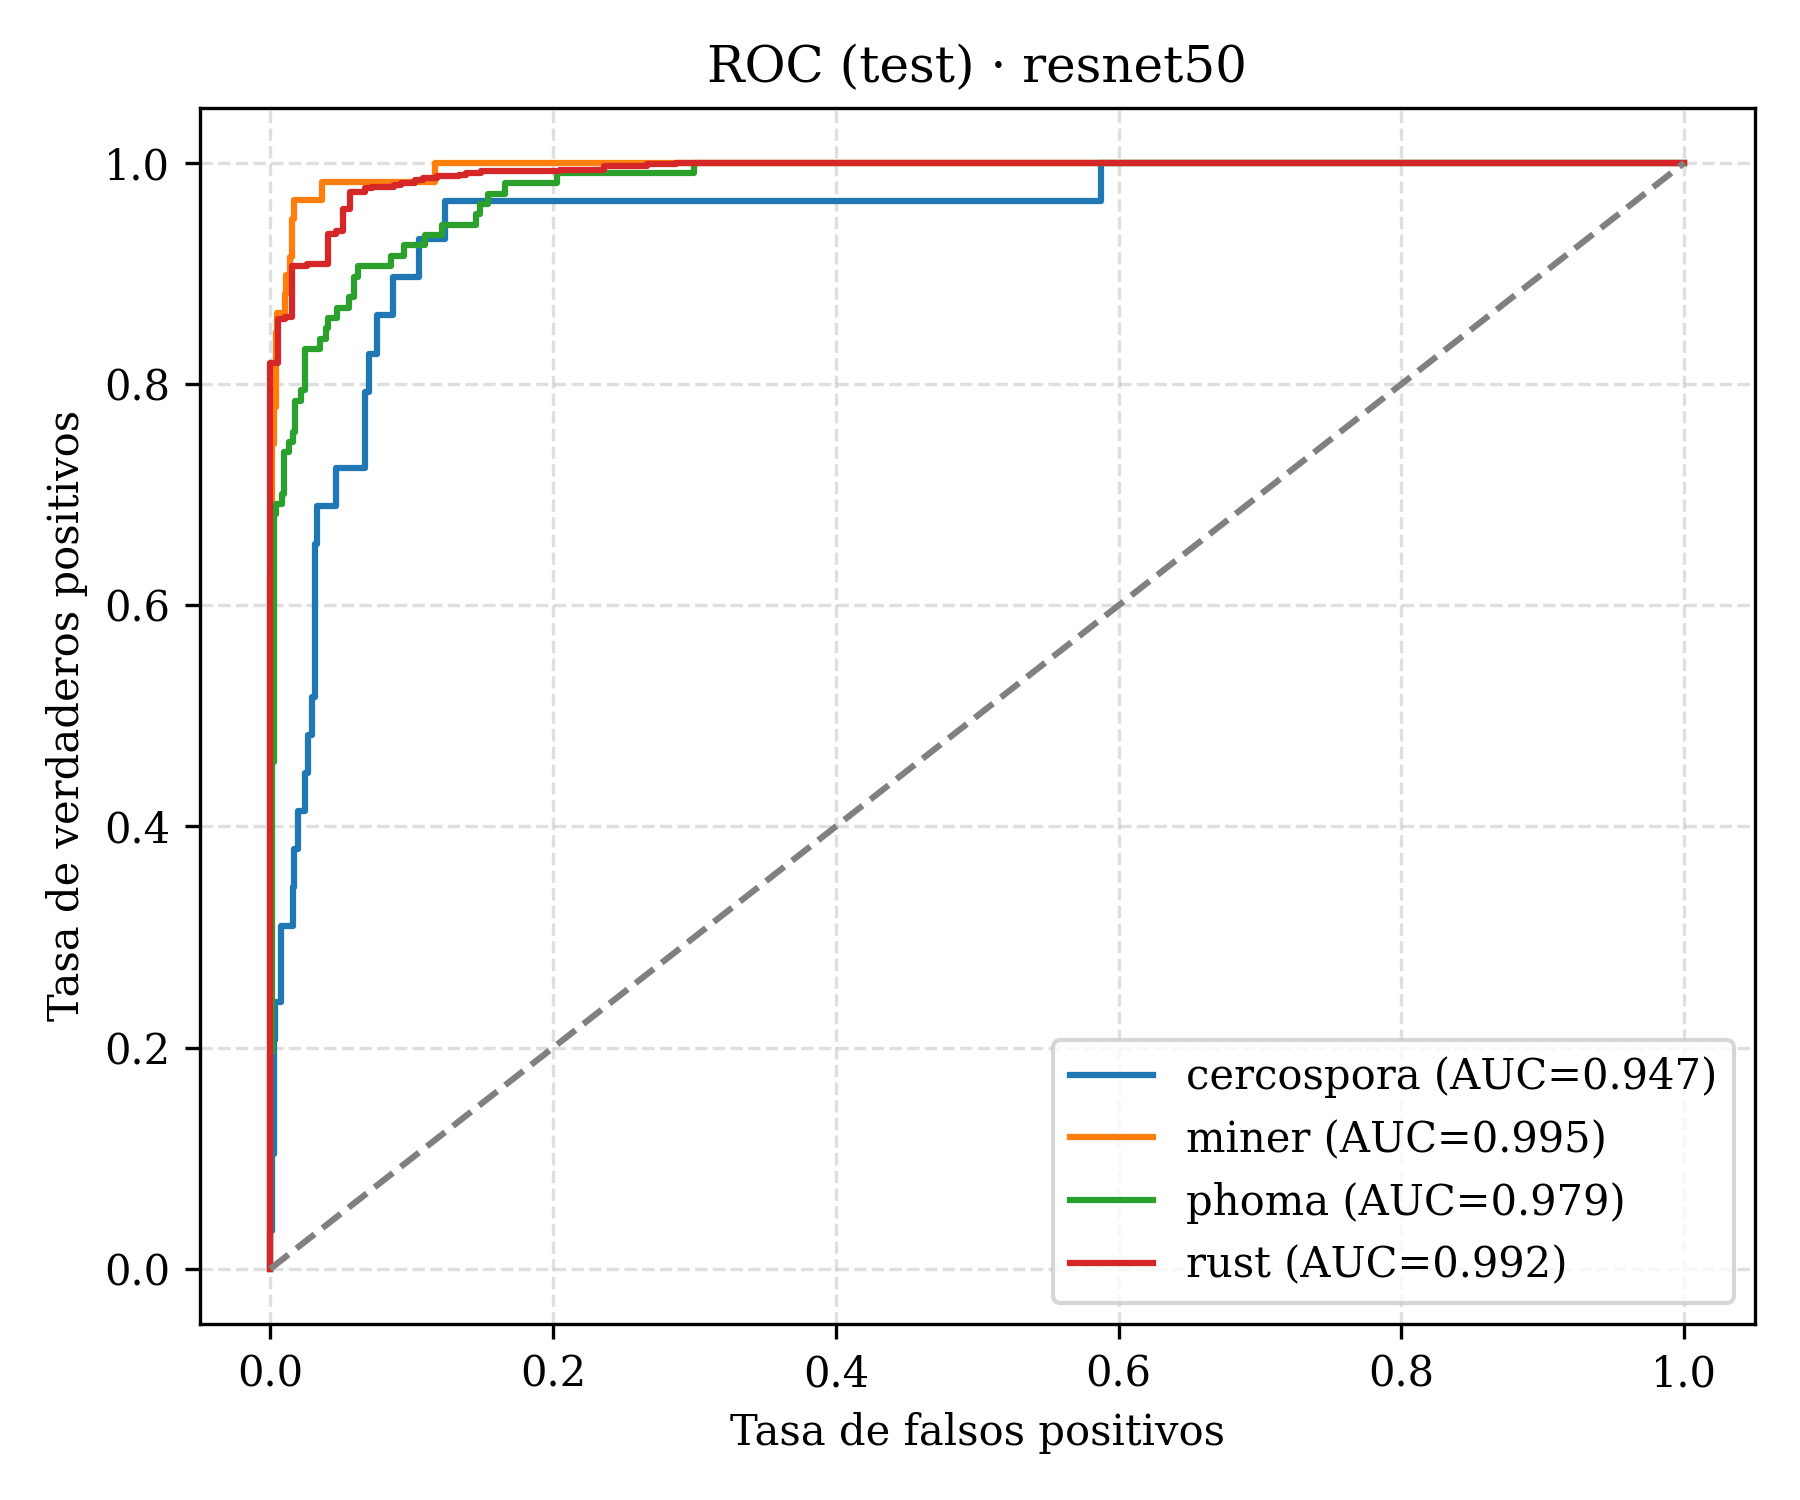 ROC (test) · resnet50
Tasa de verdaderos positivos
1.0
0.8
0.6
0.4
0.2
0.0
cercospora (AUC=0.947)
miner (AUC=0.995)
phoma (AUC=0.979)
rust (AUC=0.992)
0.0 0.2 0.4 0.6 0.8 1.0
Tasa de falsos positivos